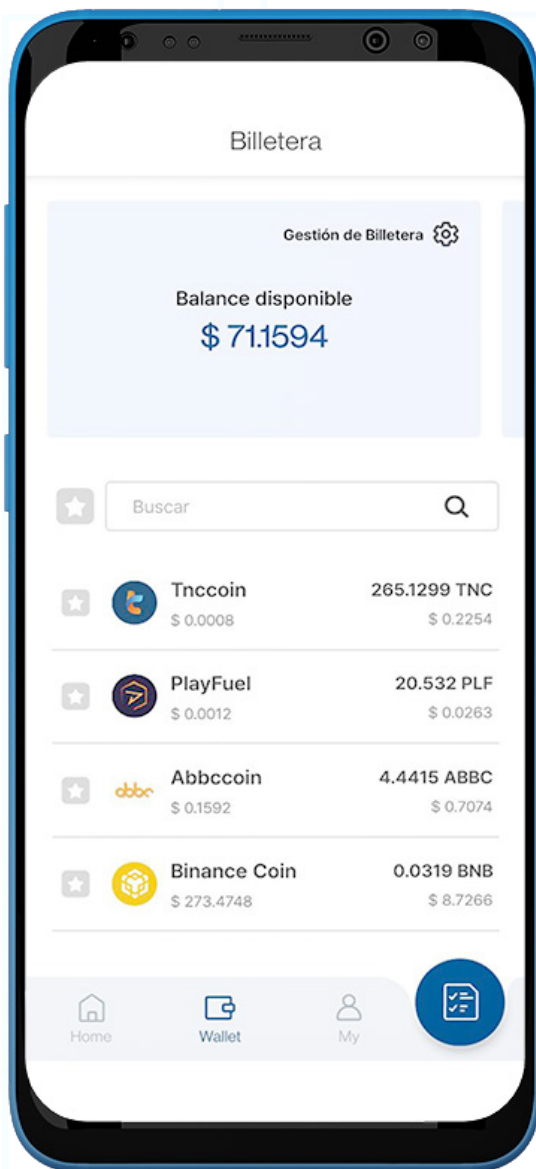 Billetera
Gestión de Billetera
Balance disponible
$ 71.1594
Buscar
Tnccoin 265.1299 TNC
$ 0.0008 $ 0.2254
PlayFuel 20.532 PLF
$ 0.0012 $ 0.0263
abbc Abbccoin 4.4415 ABBC
$ 0.1592 $ 0.7074
Binance Coin 0.0319 BNB
$ 273.4748 $ 8.7266
Home Wallet My